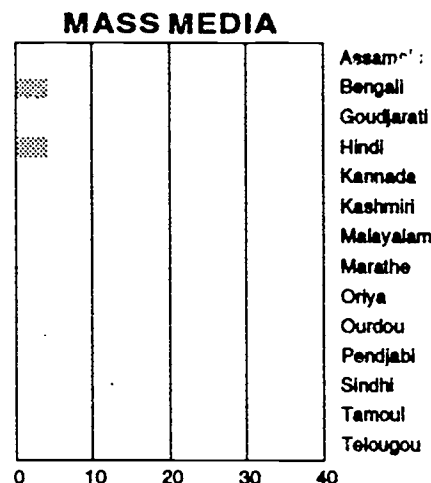 MASS MEDIA
Bengali
Goudjarati
Hindi
Kannada
Kashmiri
Malayalam
Marathe
Oriya
Ourdou
Pendjabi
Sindhi
Tamoul
Telougou
0 10 20 30 40